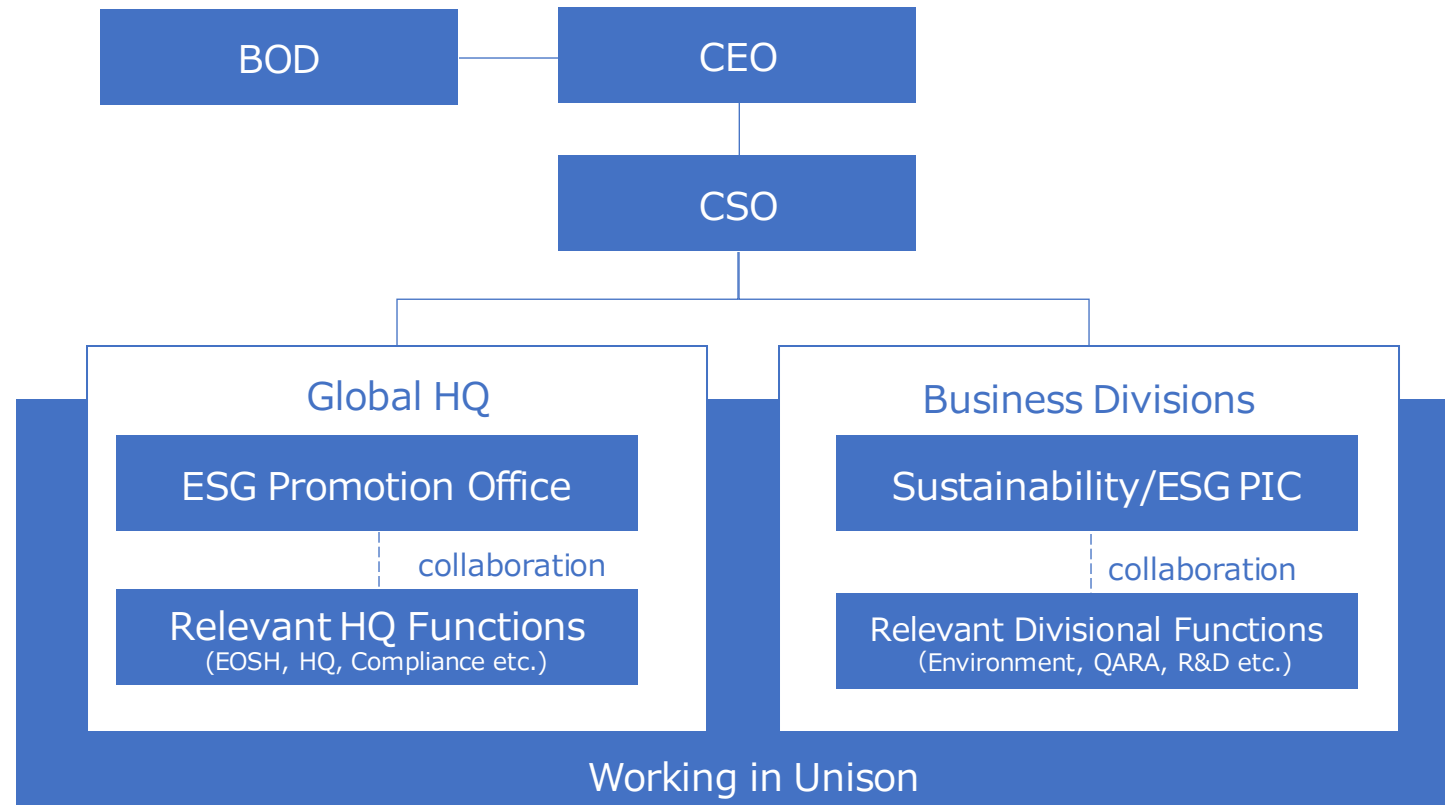 BOD
CEO
CSO
Global HQ
ESG Promotion Office
collaboration
Relevant HQ Functions
(EOSH, HQ, Compliance etc.)
Business Divisions
Sustainability/ESG PIC
collaboration
Relevant Divisional Functions
（Environment, QARA, R&D etc.)
Working in Unison